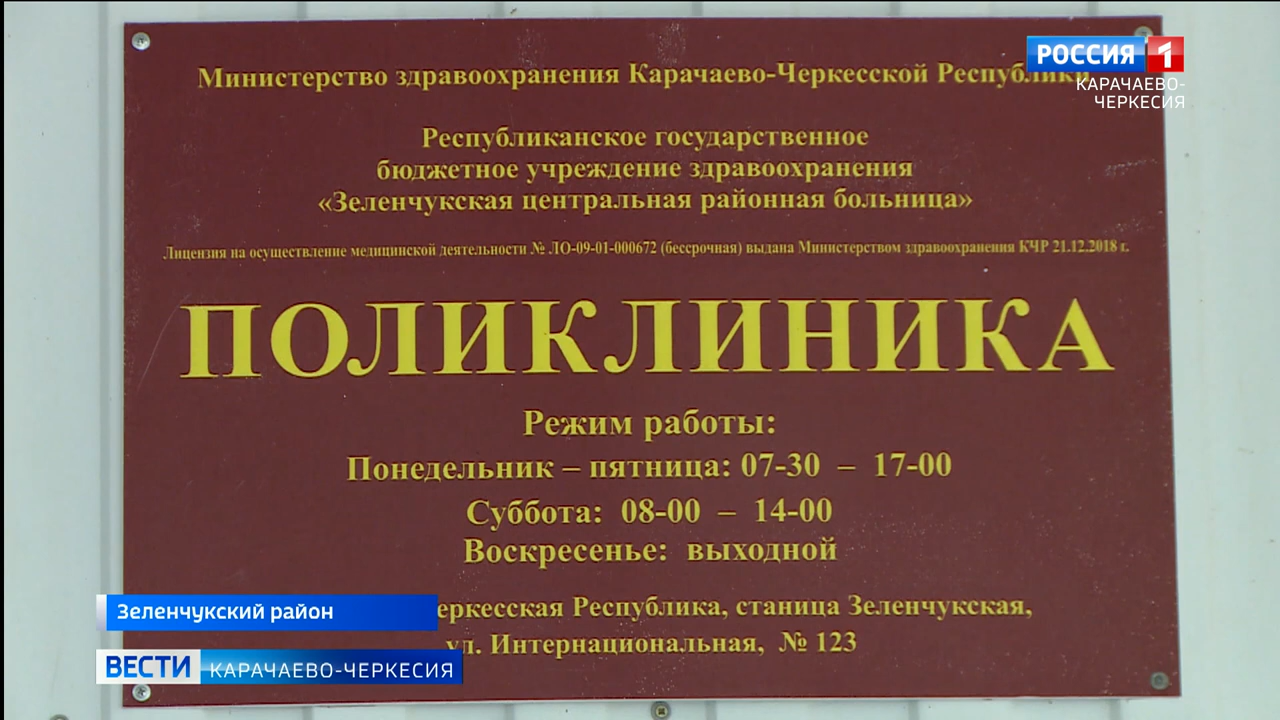 Министерство здравоохранения Карачаево-Черкесской Республики
РОССИЯ 1
КАРАЧАЕВО-
ЧЕРКЕСИЯ
Республиканское государственное
бюджетное учреждение здравоохранения
«Зеленчукская центральная районная больница»
Лицензия на осуществление медицинской деятельности № ЛО-09-01-000672 (бессрочная) выдана Министерством здравоохранения КЧР 21.12.2018 г.
ПОЛИКЛИНИКА
Режим работы:
Понедельник – пятница: 07-30 – 17-00
Суббота: 08-00 – 14-00
Воскресенье: выходной
Республика, станица Зеленчукская,
ул. Интернациональная, № 123
Зеленчукский район
ВЕСТИ КАРАЧАЕВО-ЧЕРКЕСИЯ